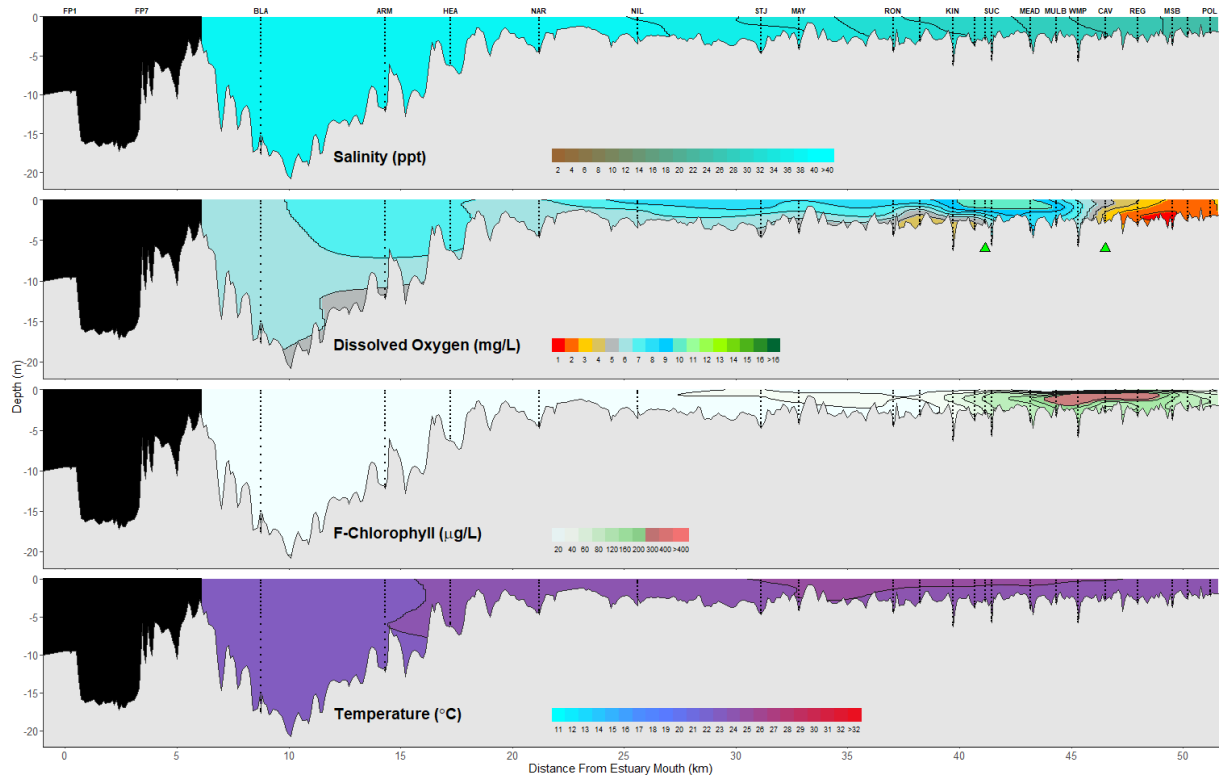 FP1 FP7 BLA ARM HEA NAR NIL STJ MAY RON KIN SUC MEAD MULB WMP CAV REG MSB POL
0
-5
-10
-15
-20
Salinity (ppt)
2 4 6 8 10 12 14 16 18 20 22 24 26 28 30 32 34 36 38 40 >40
0
-5
-10
-15
-20
Dissolved Oxygen (mg/L)
1 2 3 4 5 6 7 8 9 10 11 12 13 14 15 16 >16
Depth (m)
0
-5
-10
-15
-20
F-Chlorophyll (μg/L)
20 40 60 80 120 160 200 300 400 >400
0
-5
-10
-15
-20
Temperature (°C)
11 12 13 14 16 17 18 19 20 21 22 23 24 24 26 27 28 29 30 31 32 >32
0 5 10 15 20 25 30 35 40 45 50
Distance From Estuary Mouth (km)